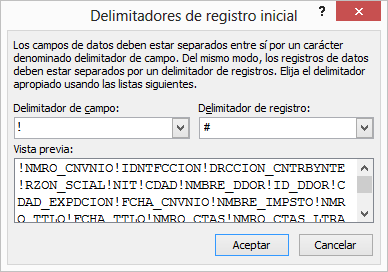 Delimitadores de registro inicial
?
Los campos de datos deben estar separados entre sí por un carácter
denominado delimitador de campo. Del mismo modo, los registros de datos
deben estar separados por un delimitador de registros. Elija el delimitador
apropiado usando las listas siguientes.
Delimitador de campo: Delimitador de registro:
! #
Vista previa:
!NMRO_CNVNIO!IDNTFCCION!DRCCION_CNTRBYNTE
!RZON_SCIAL!NIT!CDAD!NMBRE_DDOR!ID_DDOR!C
DAD_EXPDCION!FCHA_CNVNIO!NMBRE_IMPSTO!NMR
O_TTLO!FCHA_TTLO!NMRO_CTAS!NMRO_CTAS_LTRA
Aceptar Cancelar